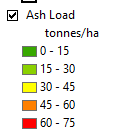 Ash Load
tonnes/ha
0 - 15
15 - 30
30 - 45
45 - 60
60 - 75